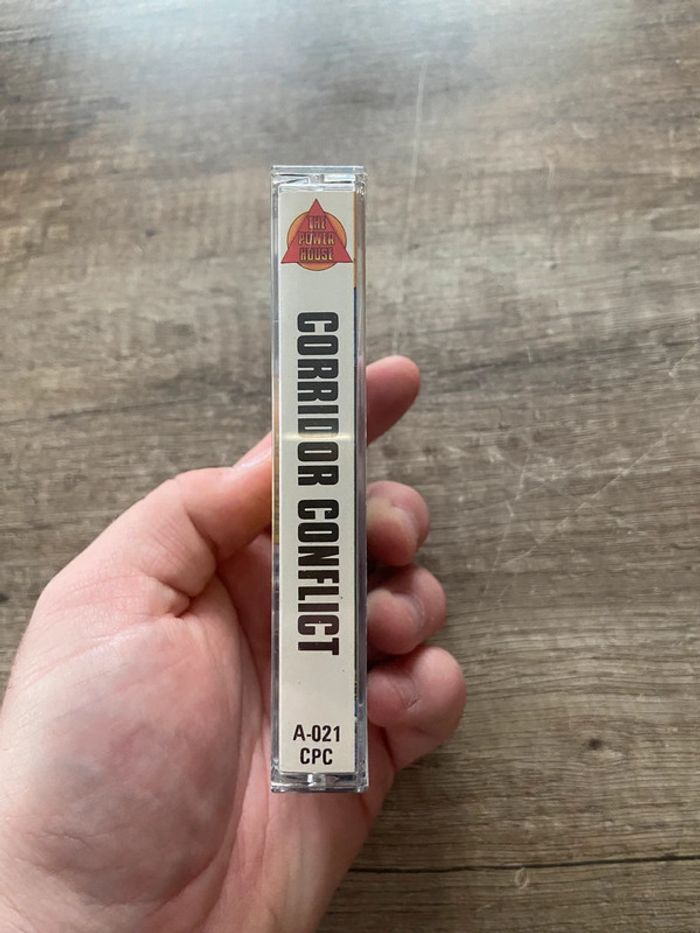 THE
POWER
HOUSE
CORRIDOR CONFLICT
A-021
CPC